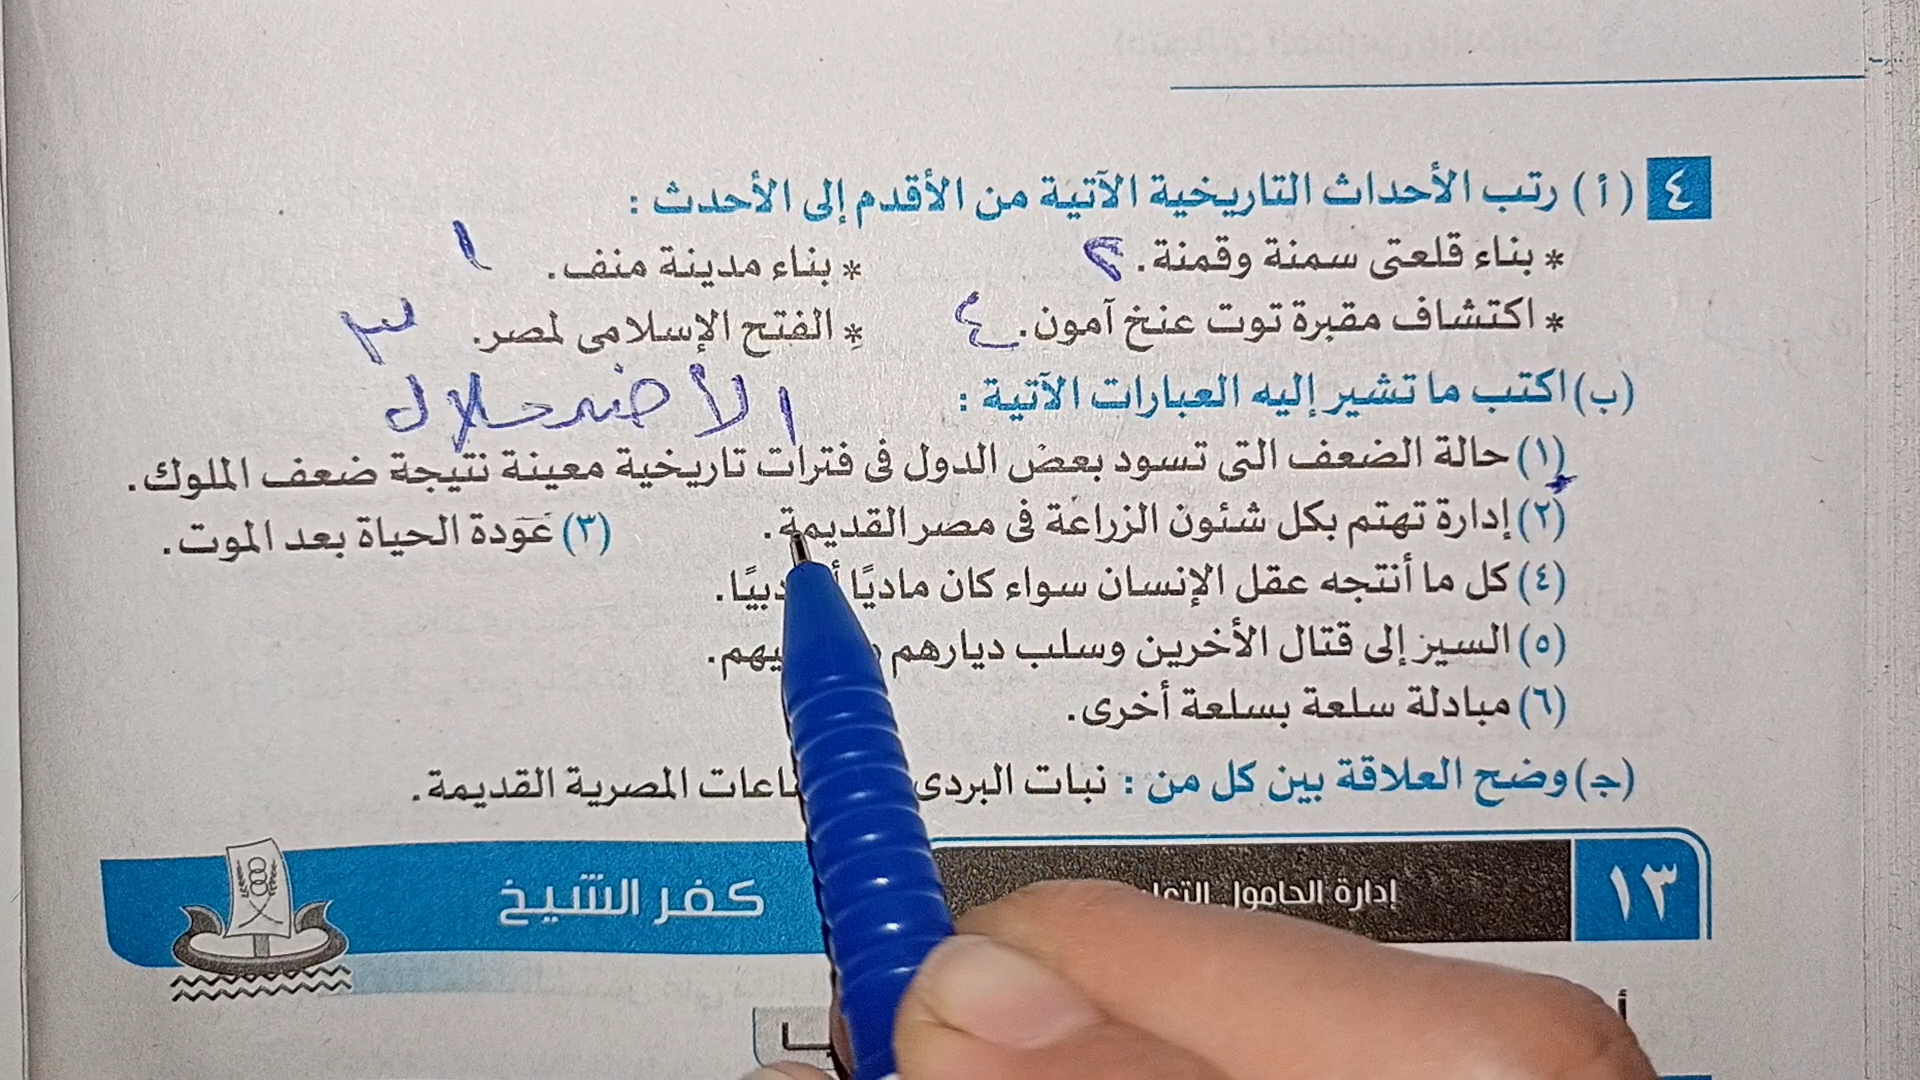 ٤ (أ) رتب الأحداث التاريخية الآتية من الأقدم إلى الأحدث :
* بناء قلعتى سمنة وقمنة. ٢ * بناء مدينة منف. ١
* اكتشاف مقبرة توت عنخ آمون. ٤ * الفتح الإسلامى لمصر. ٣
(ب) اكتب ما تشير إليه العبارات الآتية :
الأضمحلال
(١) حالة الضعف التى تسود بعض الدول فى فترات تاريخية معينة نتيجة ضعف الملوك.
(٢) إدارة تهتم بكل شئون الزراعة فى مصر القديمة. (٣) عودة الحياة بعد الموت.
(٤) كل ما أنتجه عقل الإنسان سواء كان ماديًا
(٥) السير إلى قتال الأخرين وسلب ديارهم
(٦) مبادلة سلعة بسلعة أخرى.
(جـ) وضح العلاقة بين كل من : نبات البردى المصرية القديمة.
١٣ إدارة الحامول كفر الشيخ